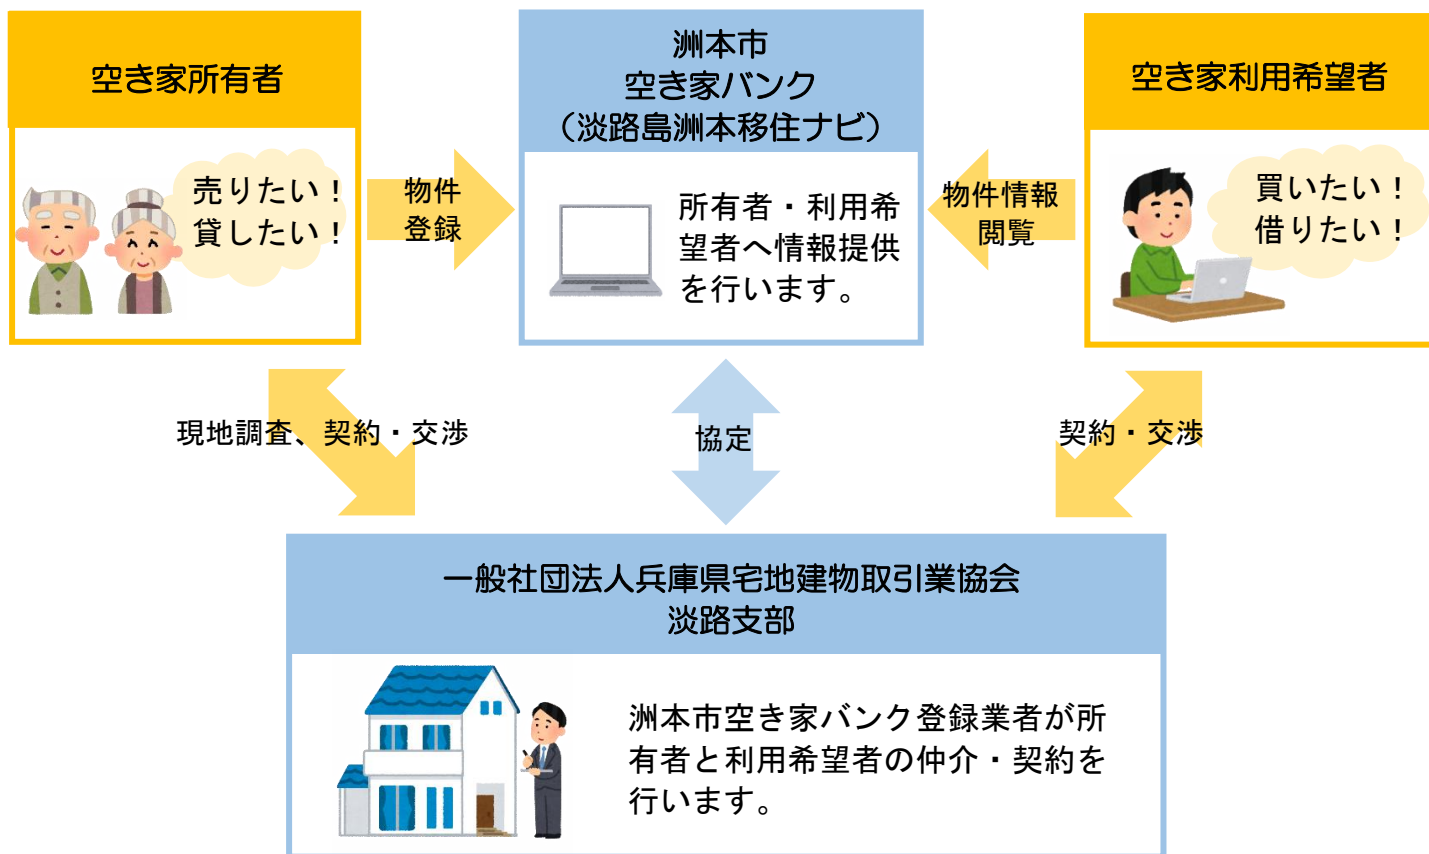 空き家所有者
売りたい！
貸したい！
物件
登録
洲本市
空き家バンク
（淡路島洲本移住ナビ）
所有者・利用希
望者へ情報提供
を行います。
物件情報
閲覧
空き家利用希望者
買いたい！
借りたい！
現地調査、契約・交渉
協定
契約・交渉
一般社団法人兵庫県宅地建物取引業協会
淡路支部
洲本市空き家バンク登録業者が所
有者と利用希望者の仲介・契約を
行います。